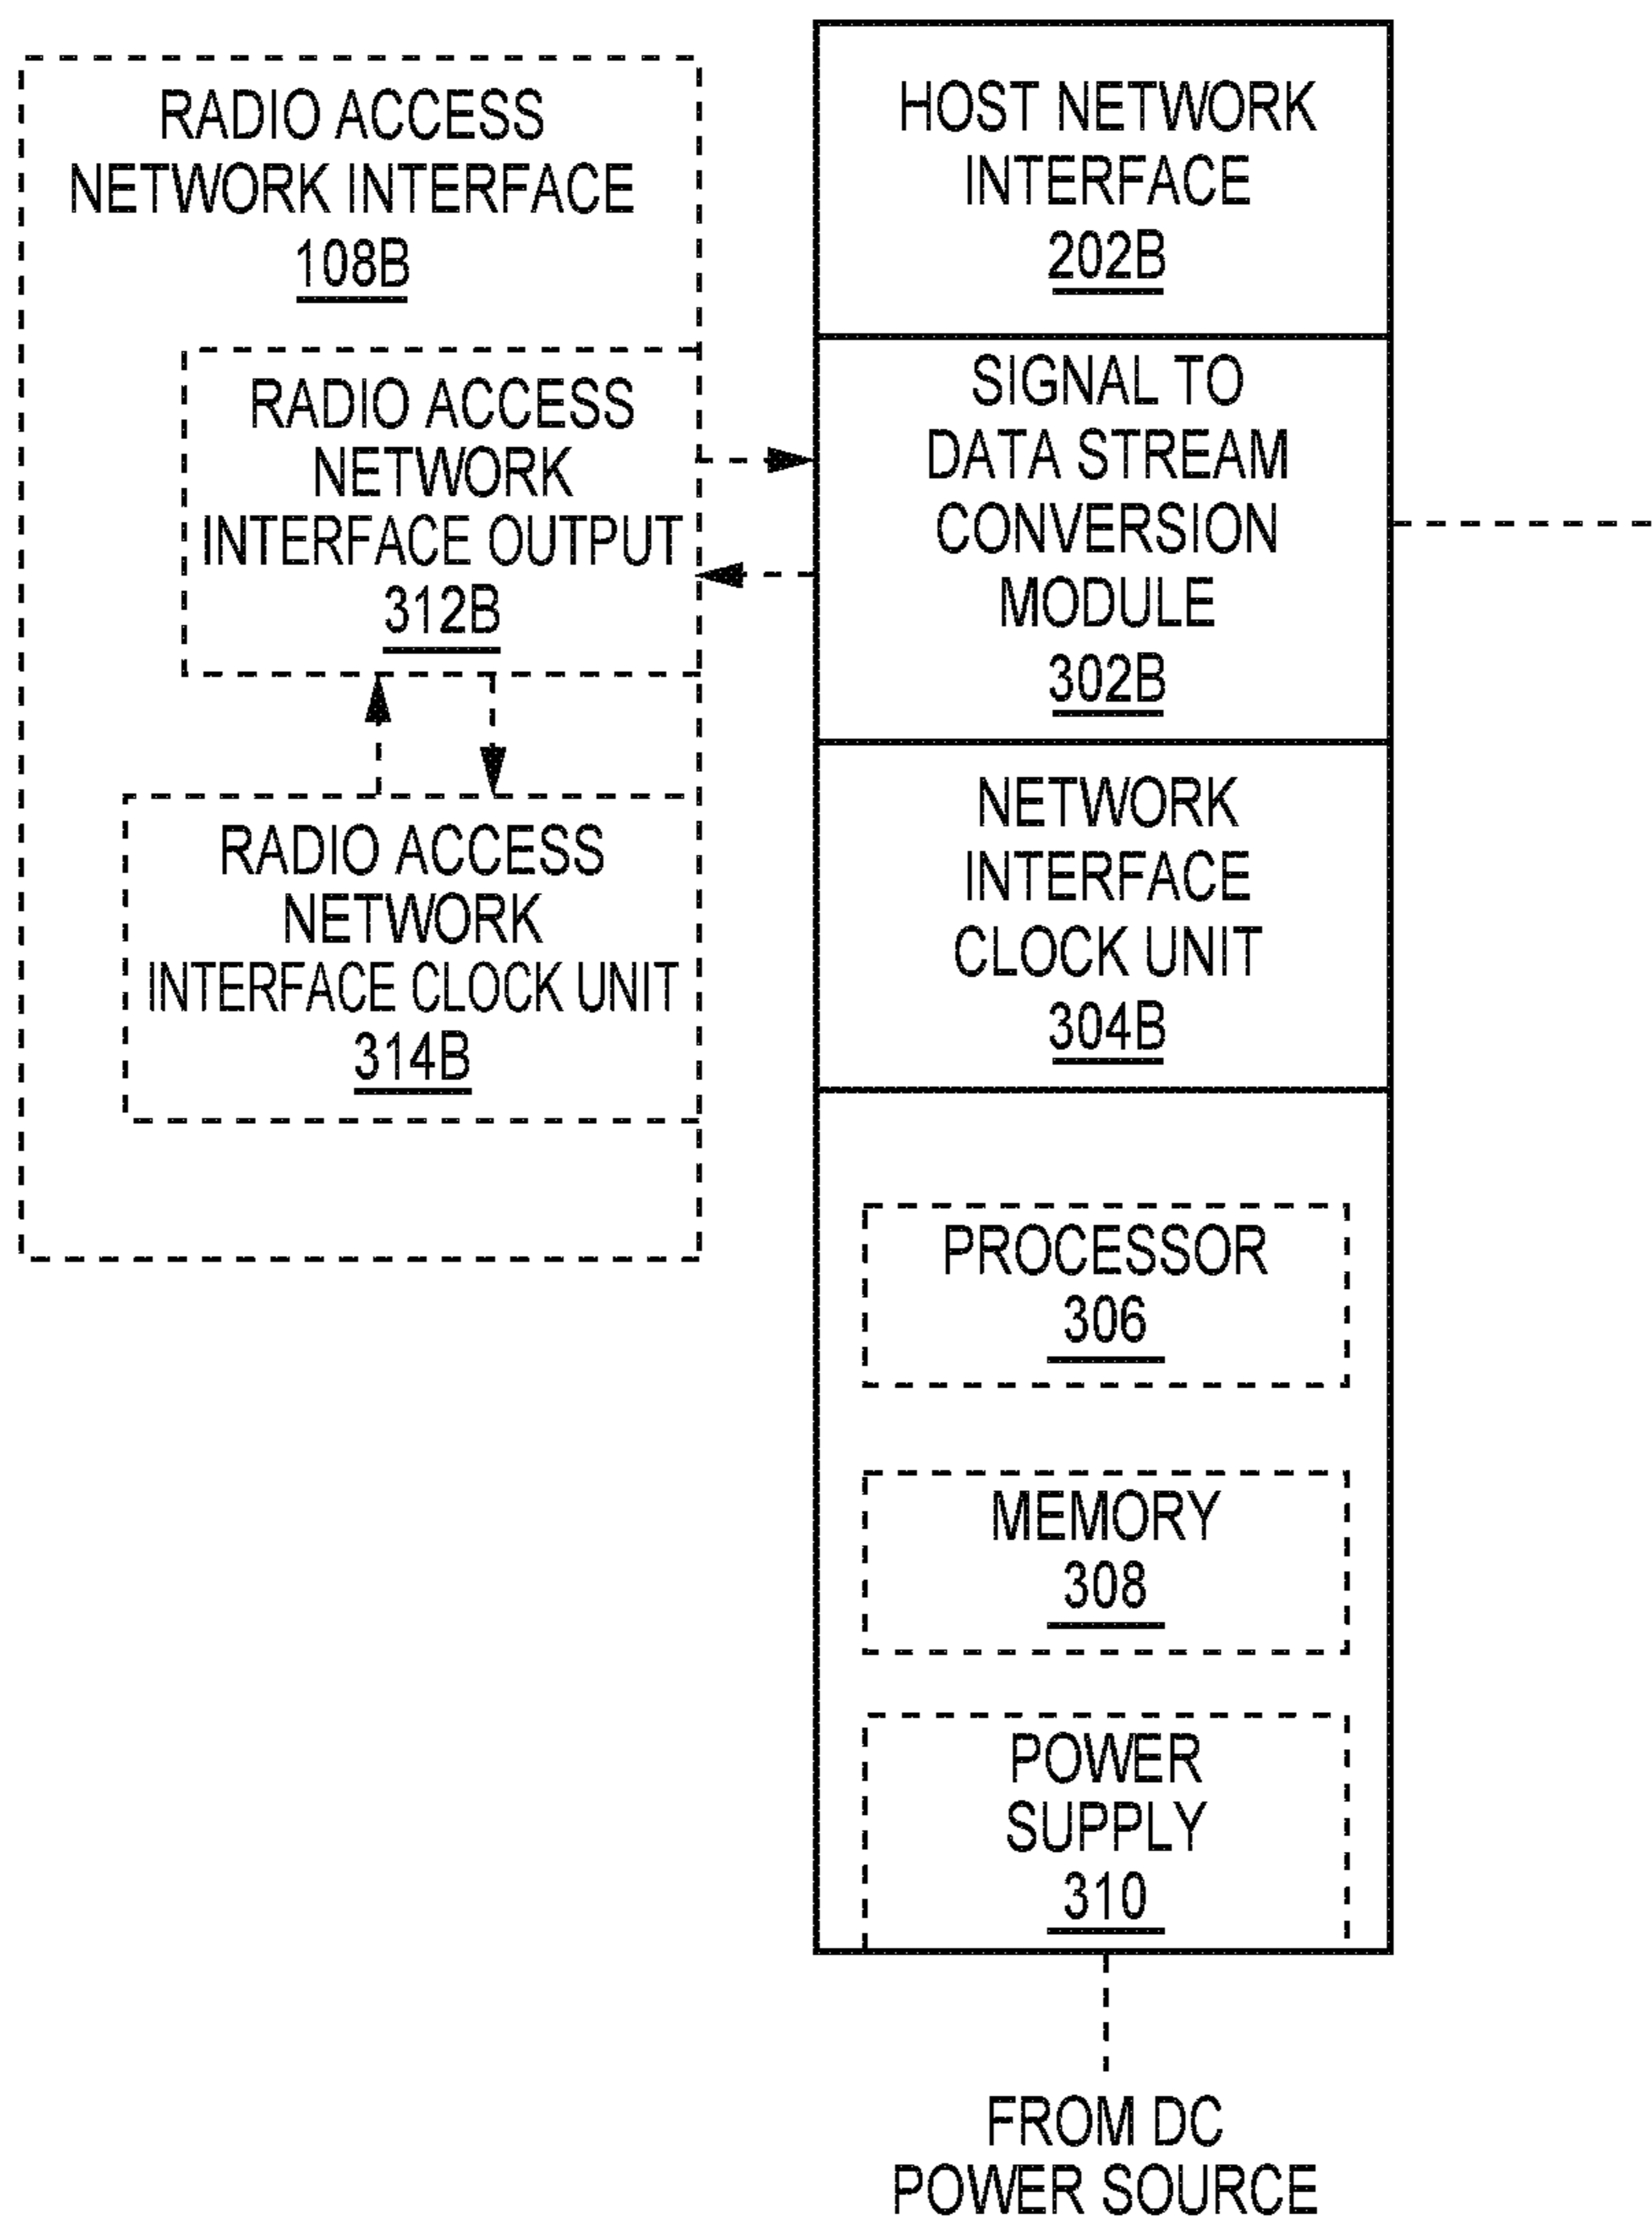 RADIO ACCESS
NETWORK INTERFACE
108B
RADIO ACCESS
NETWORK
INTERFACE OUTPUT
312B
RADIO ACCESS
NETWORK
INTERFACE CLOCK UNIT
314B
HOST NETWORK
INTERFACE
202B
SIGNAL TO
DATA STREAM
CONVERSION
MODULE
302B
NETWORK
INTERFACE
CLOCK UNIT
304B
PROCESSOR
306
MEMORY
308
POWER
SUPPLY
310
FROM DC
POWER SOURCE